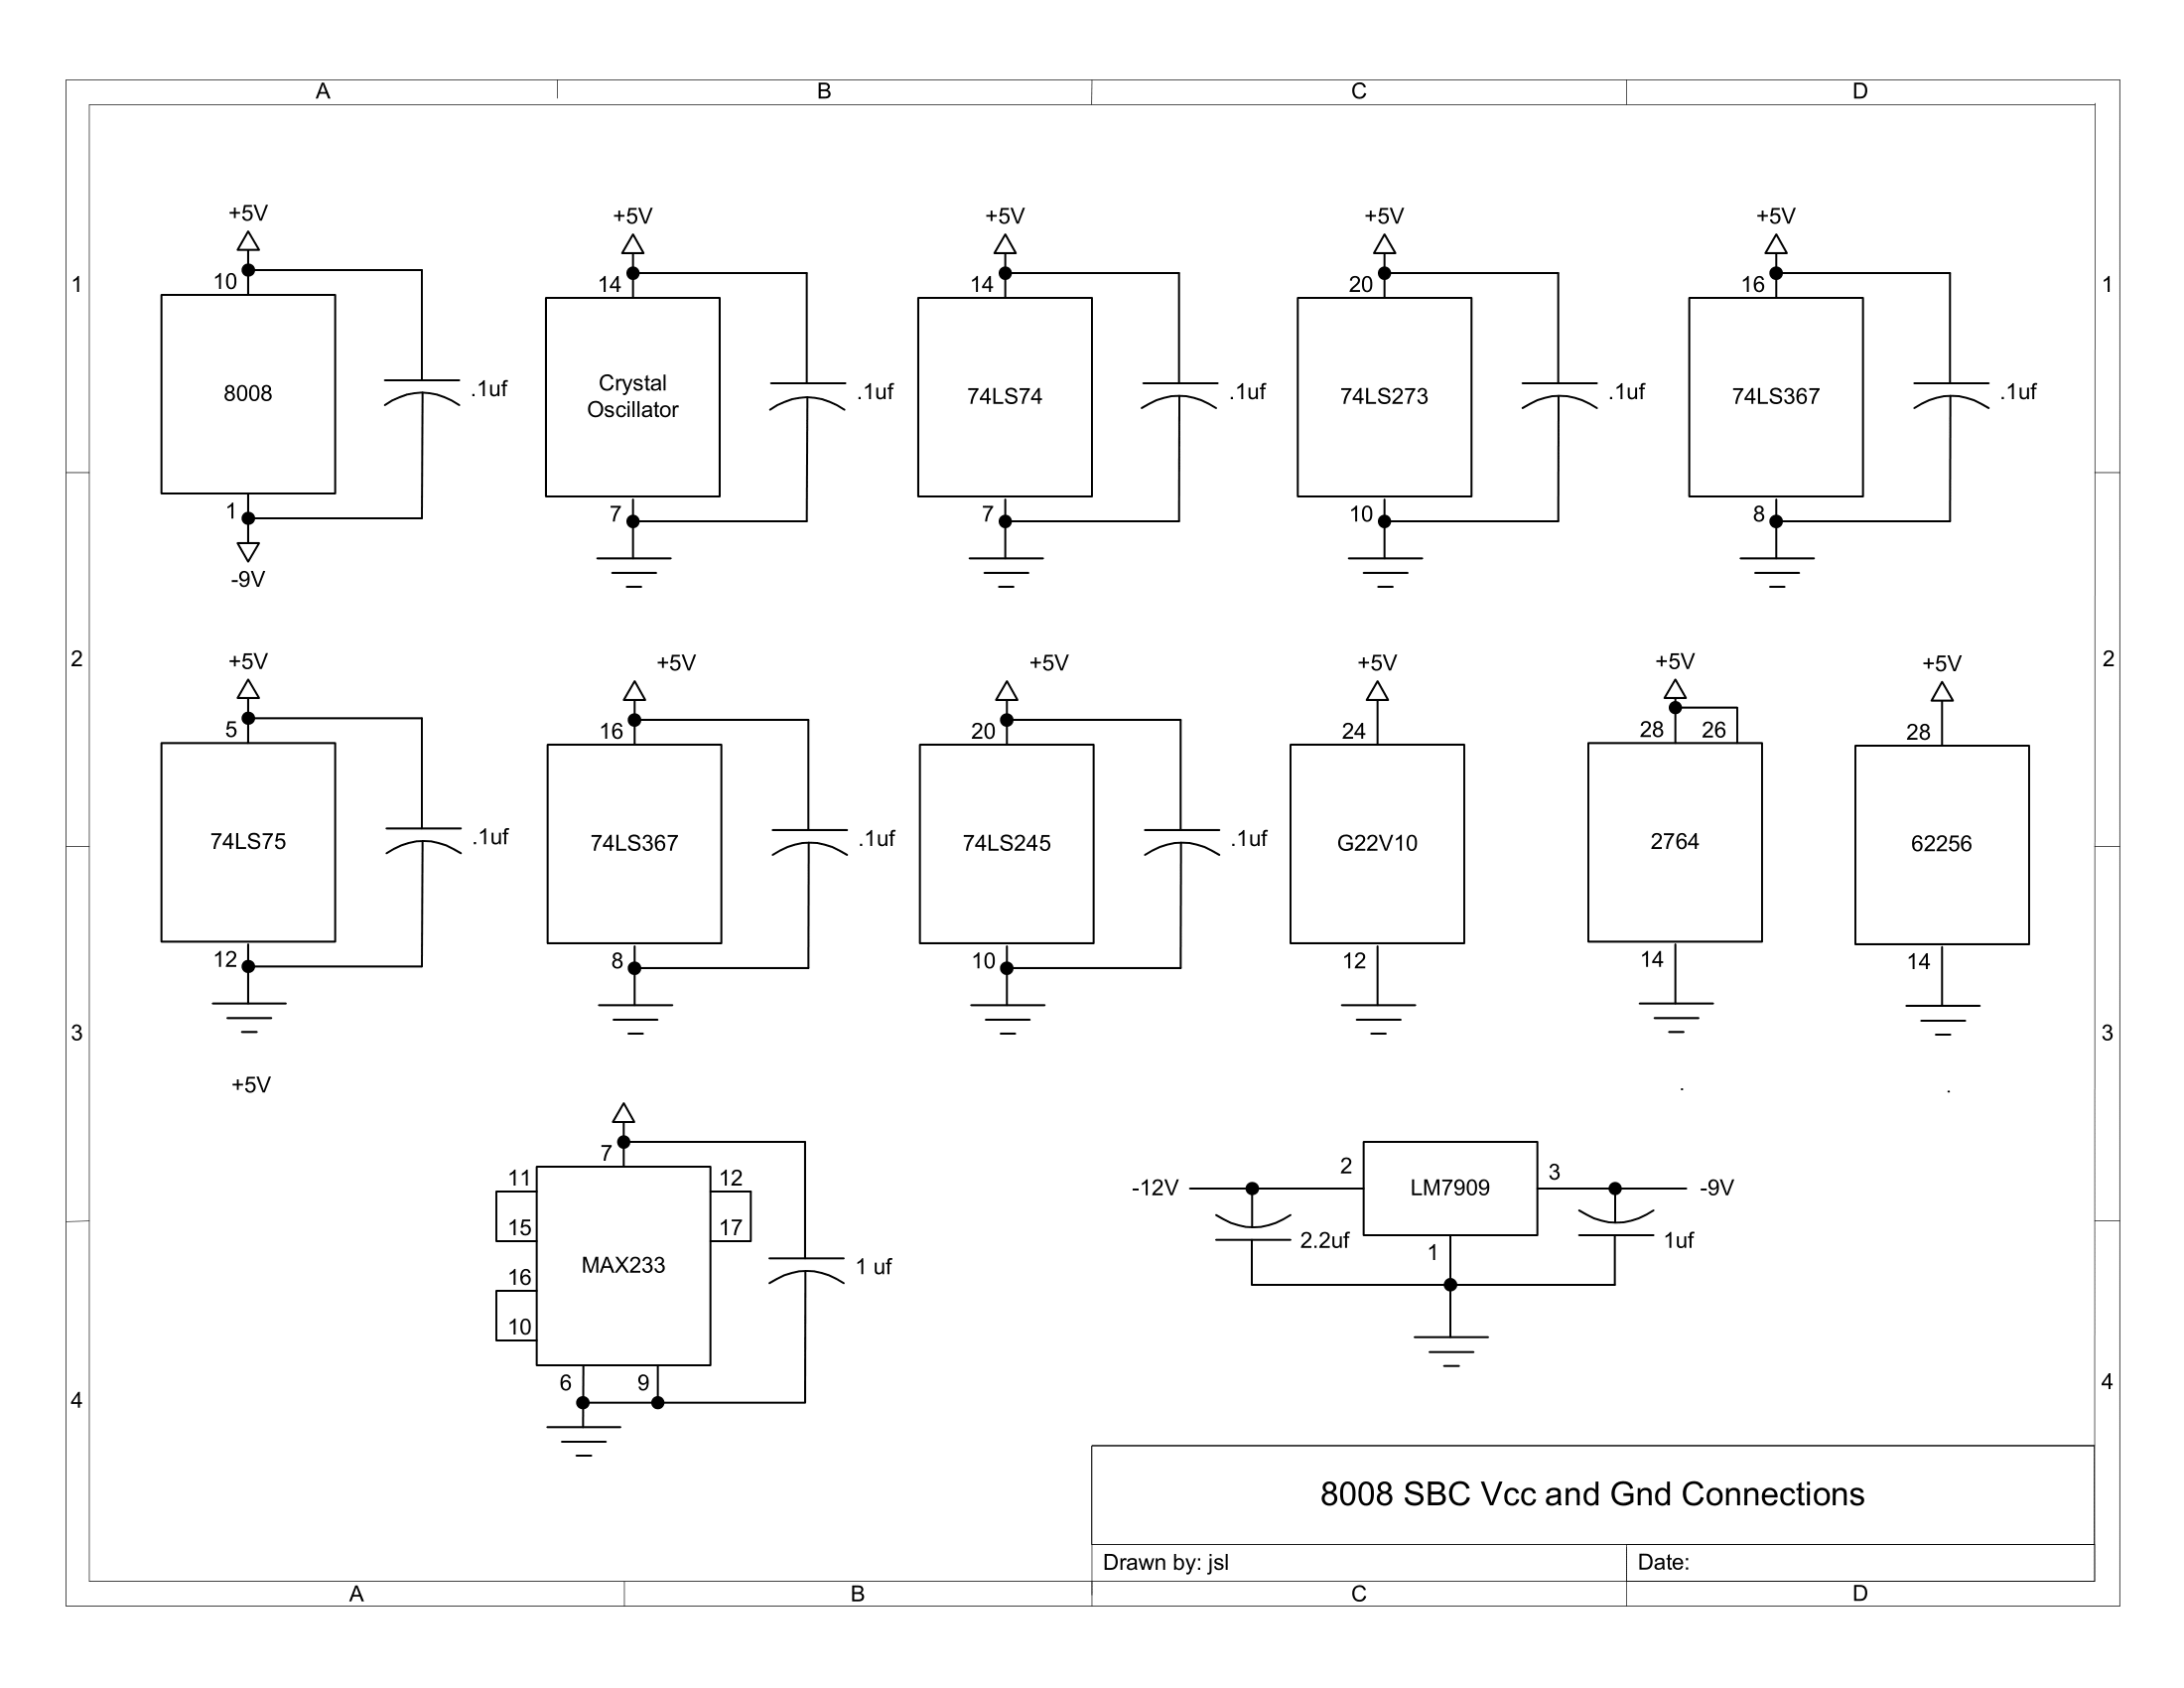 A B C D
1 1
+5V +5V +5V +5V +5V
10 14 14 20 16
8008 .1uf
Crystal
Oscillator .1uf
74LS74 .1uf
74LS273 .1uf
74LS367 .1uf
1 7 7 10 8
-9V
2 2
+5V +5V +5V +5V +5V +5V
5 16 20 24 28 26 28
74LS75 .1uf
74LS367 .1uf
74LS245 .1uf
G22V10
2764
62256
12 8 10 12 14 14
3 3
+5V
7
11 12
15 17
MAX233 1 uf
16
10
6 9
-12V 2 LM7909 3 -9V
2.2uf 1 1uf
4 4
8008 SBC Vcc and Gnd Connections
Drawn by: jsl Date:
A B C D